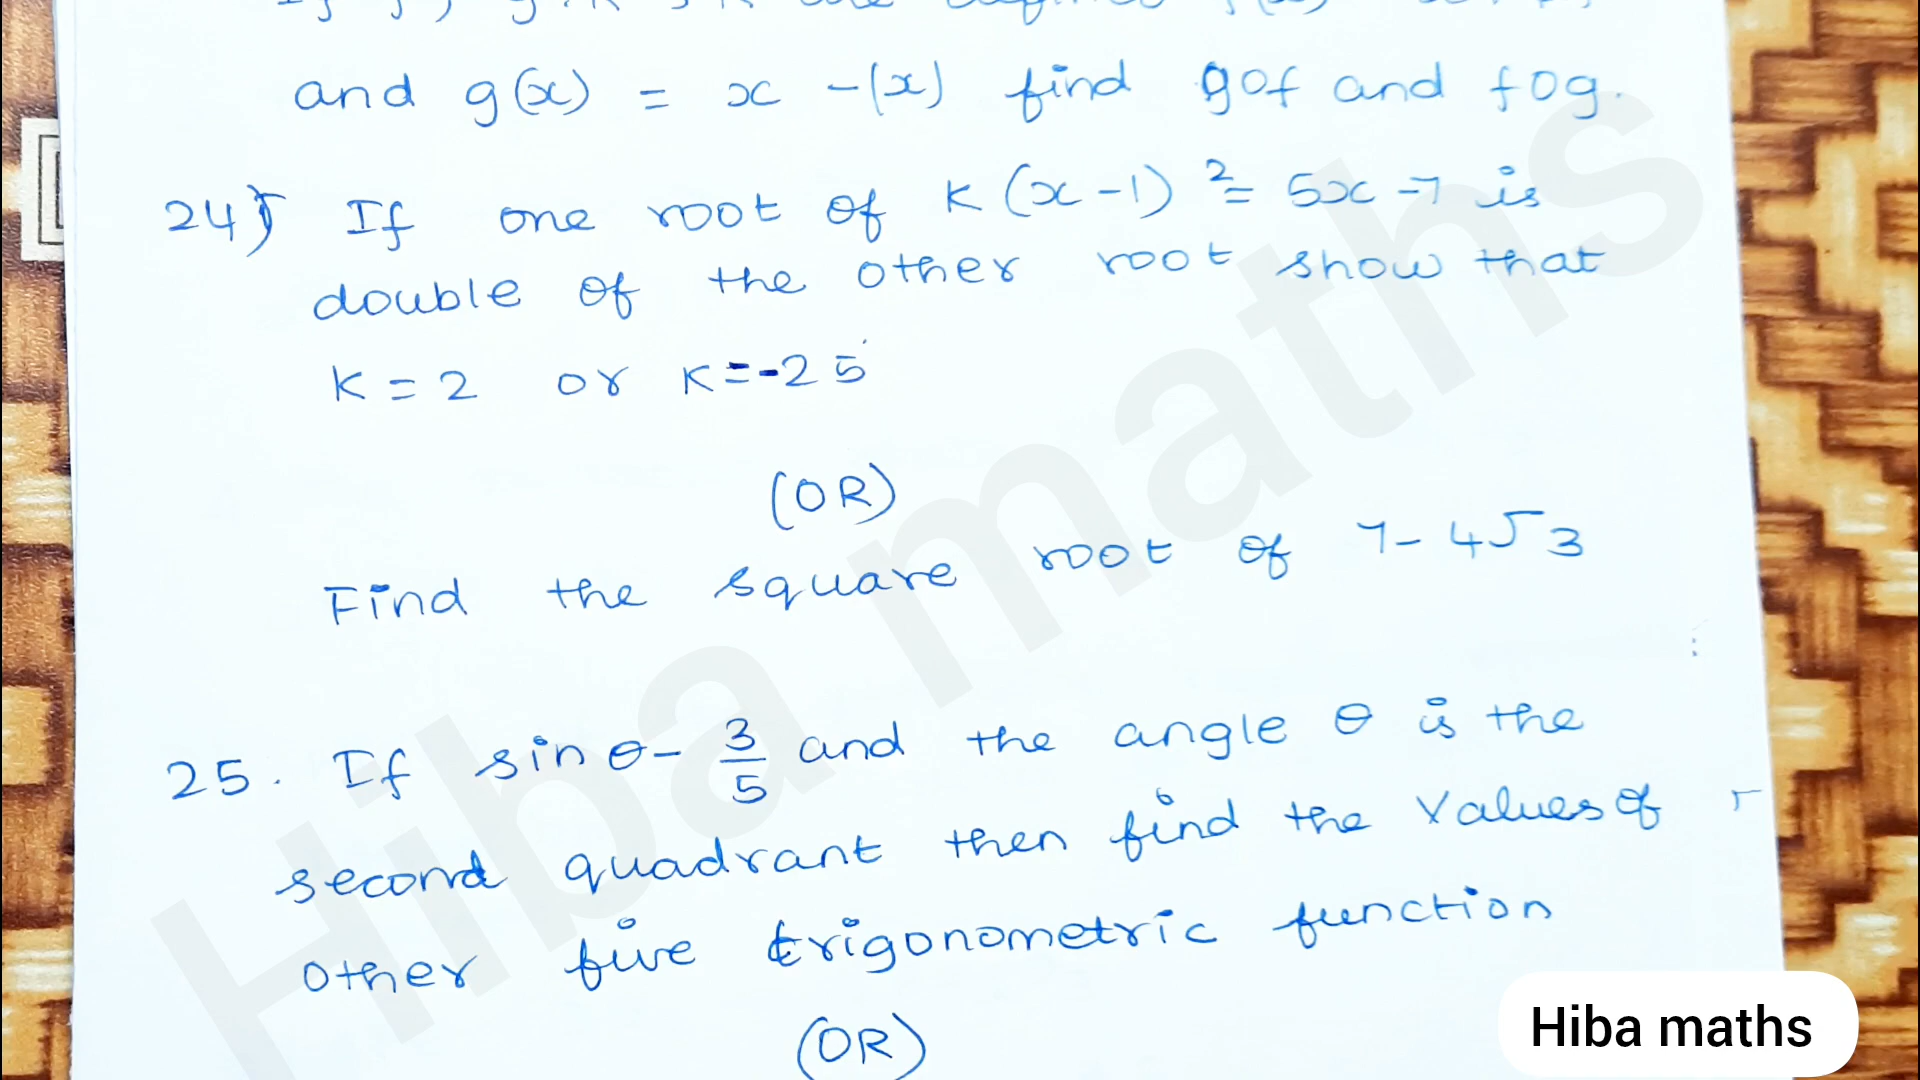 and g(x) = x -(x) find gof and fog.
24) If one root of K (x-1)² = 5x-7 is
double of the other root show that
K = 2 or K = -25
(OR)
Find the square root of 7-4√3
25. If sin θ- 3/5 and the angle θ is the
second quadrant then find the values of
other five trigonometric function
(OR)
Hiba maths
Hiba maths